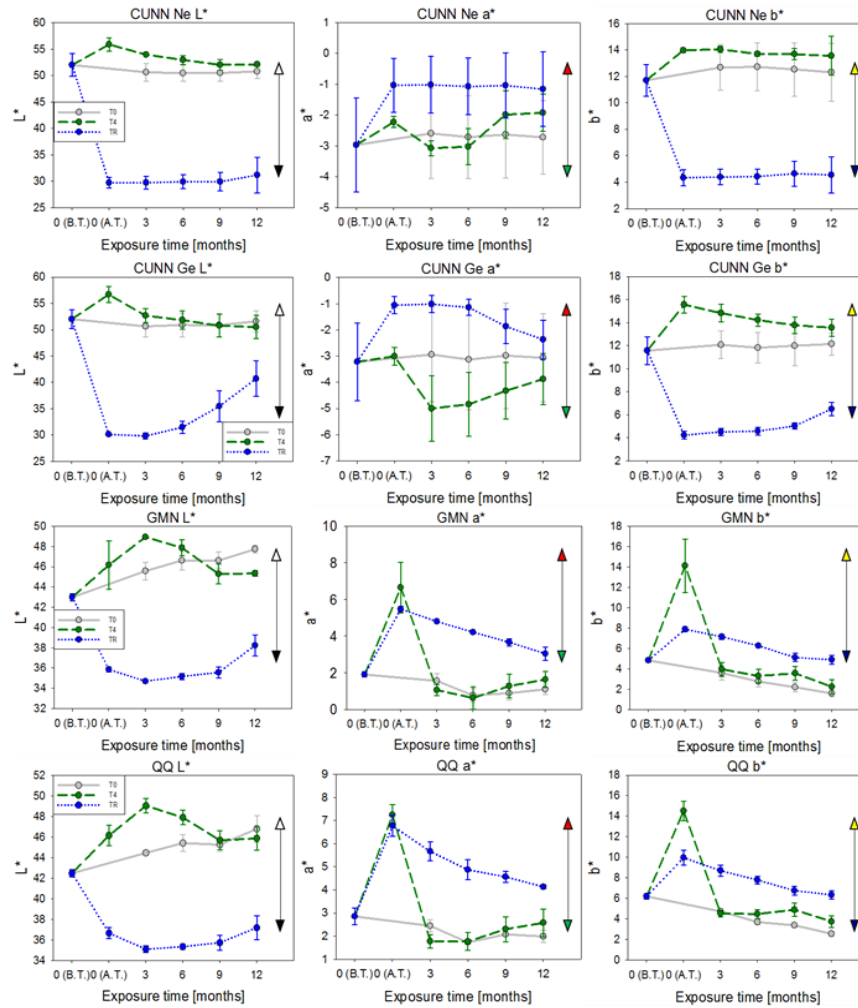 CUNN Ne L*
L*
60
55
50
45
40
35
30
25
T0
T4
TR
0 (B.T.) 0 (A.T.) 3 6 9 12
Exposure time [months]
CUNN Ne a*
a*
1
0
-1
-2
-3
-4
-5
0 (B.T.) 0 (A.T.) 3 6 9 12
Exposure time [months]
CUNN Ne b*
b*
16
14
12
10
8
6
4
2
0 (B.T.) 0 (A.T.) 3 6 9 12
Exposure time [months]
CUNN Ge L*
L*
60
55
50
45
40
35
30
25
T0
T4
TR
0 (B.T.) 0 (A.T.) 3 6 9 12
Exposure time [months]
CUNN Ge a*
a*
0
-1
-2
-3
-4
-5
-6
-7
0 (B.T.) 0 (A.T.) 3 6 9 12
Exposure time [months]
CUNN Ge b*
b*
18
16
14
12
10
8
6
4
2
0 (B.T.) 0 (A.T.) 3 6 9 12
Exposure time [months]
GMN L*
L*
50
48
46
44
42
40
38
36
34
32
T0
T4
TR
0 (B.T.) 0 (A.T.) 3 6 9 12
Exposure time [months]
GMN a*
a*
10
8
6
4
2
0
0 (B.T.) 0 (A.T.) 3 6 9 12
Exposure time [months]
GMN b*
b*
18
16
14
12
10
8
6
4
2
0
0 (B.T.) 0 (A.T.) 3 6 9 12
Exposure time [months]
QQ L*
L*
52
50
48
46
44
42
40
38
36
34
T0
T4
TR
0 (B.T.) 0 (A.T.) 3 6 9 12
Exposure time [months]
QQ a*
a*
9
8
7
6
5
4
3
2
1
0 (B.T.) 0 (A.T.) 3 6 9 12
Exposure time [months]
QQ b*
b*
20
18
16
14
12
10
8
6
4
2
0
0 (B.T.) 0 (A.T.) 3 6 9 12
Exposure time [months]